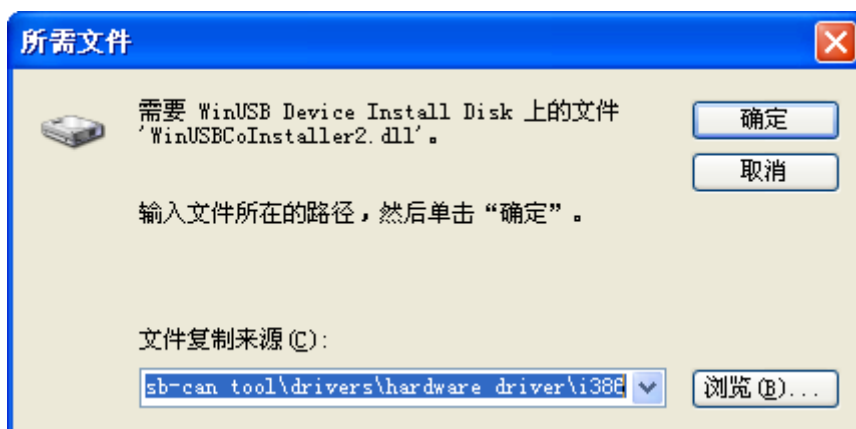 所需文件
需要 WinUSB Device Install Disk 上的文件
'WinUSBCoInstaller2.dll'。
确定
取消
输入文件所在的路径，然后单击“确定”。
文件复制来源(C):
sb-can tool\drivers\hardware driver\i386
浏览(B)...